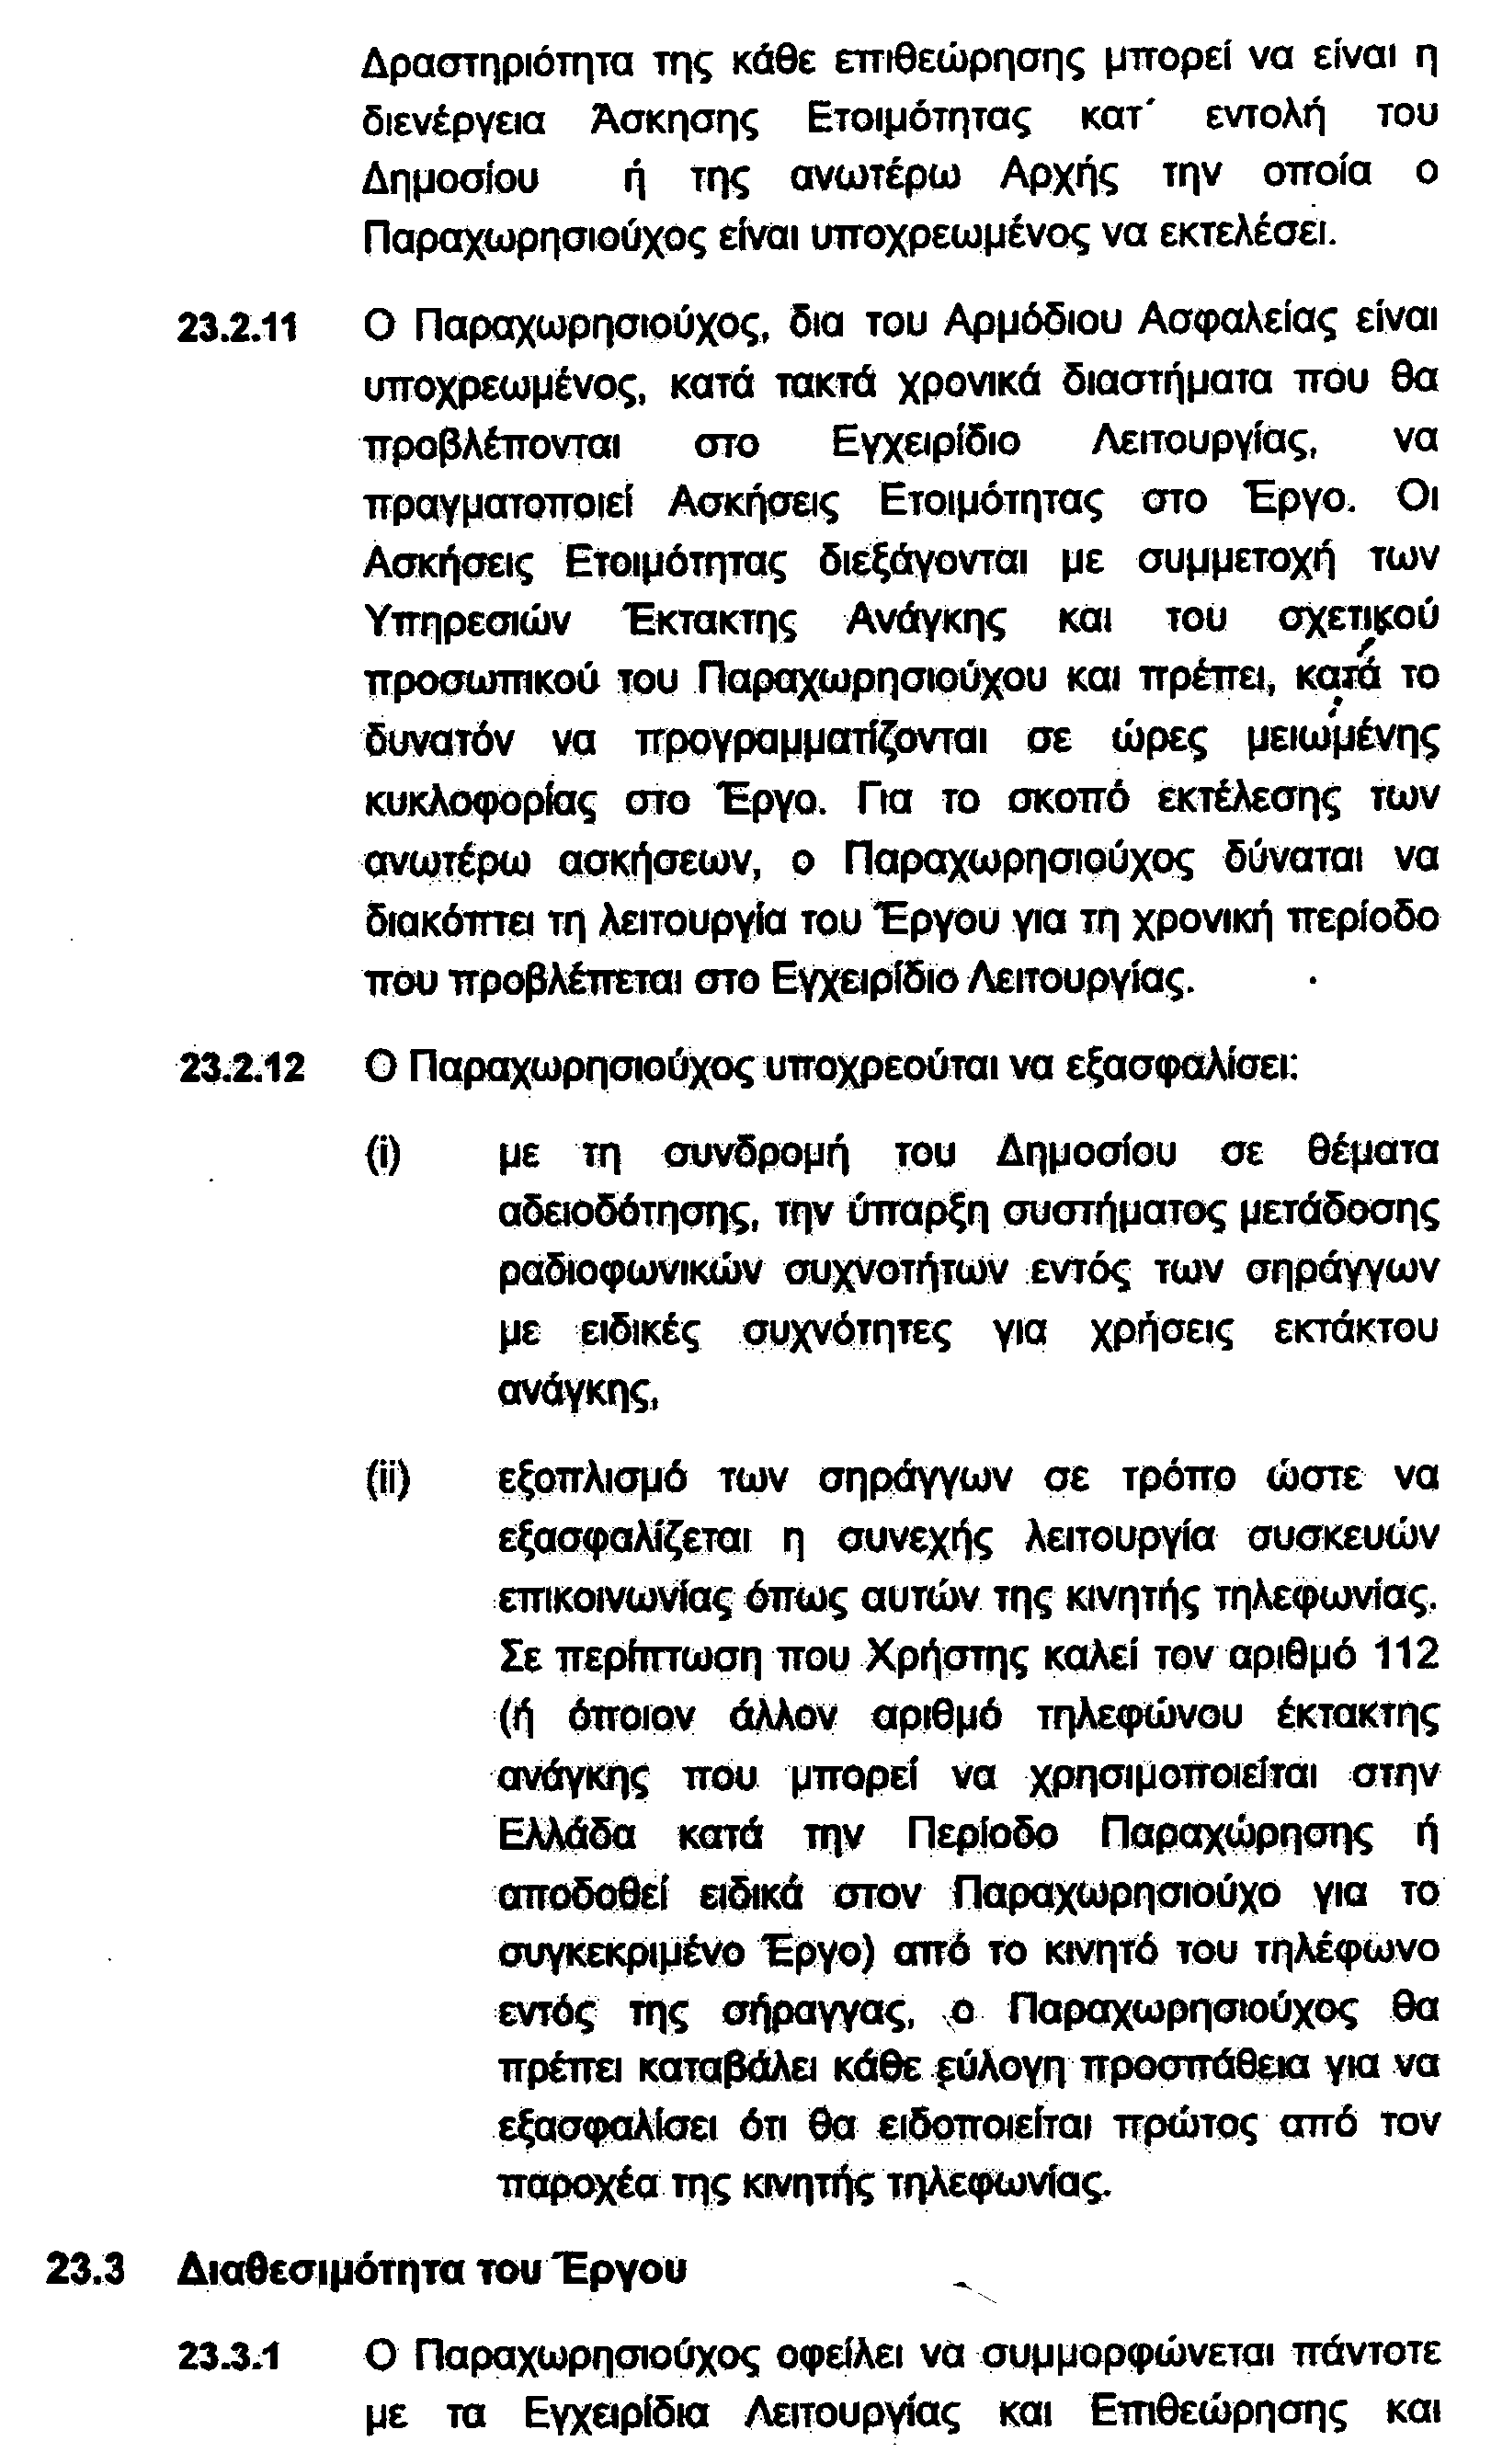 Δραστηριότητα της κάθε επιθεώρησης μπορεί να είναι η
διενέργεια Άσκησης Ετοιμότητας κατ΄ εντολή του
Δημοσίου ή της ανωτέρω Αρχής την οποία ο
Παραχωρησιούχος είναι υποχρεωμένος να εκτελέσει.
23.2.11 Ο Παραχωρησιούχος, δια του Αρμόδιου Ασφαλείας είναι
υποχρεωμένος, κατά τακτά χρονικά διαστήματα που θα
προβλέπονται στο Εγχειρίδιο Λειτουργίας, να
πραγματοποιεί Ασκήσεις Ετοιμότητας στο Έργο. Οι
Ασκήσεις Ετοιμότητας διεξάγονται με συμμετοχή των
Υπηρεσιών Έκτακτης Ανάγκης και του σχετικού
προσωπικού του Παραχωρησιούχου και πρέπει, κατά το
δυνατόν να προγραμματίζονται σε ώρες μειωμένης
κυκλοφορίας στο Έργο. Για το σκοπό εκτέλεσης των
ανωτέρω ασκήσεων, ο Παραχωρησιούχος δύναται να
διακόπτει τη λειτουργία του Έργου για τη χρονική περίοδο
που προβλέπεται στο Εγχειρίδιο Λειτουργίας.
23.2.12 Ο Παραχωρησιούχος υποχρεούται να εξασφαλίσει:
(i) με τη συνδρομή του Δημοσίου σε θέματα
αδειοδότησης, την ύπαρξη συστήματος μετάδοσης
ραδιοφωνικών συχνοτήτων εντός των σηράγγων
με ειδικές συχνότητες για χρήσεις εκτάκτου
ανάγκης,
(ii) εξοπλισμό των σηράγγων σε τρόπο ώστε να
εξασφαλίζεται η συνεχής λειτουργία συσκευών
επικοινωνίας όπως αυτών της κινητής τηλεφωνίας.
Σε περίπτωση που Χρήστης καλεί τον αριθμό 112
(ή όποιον άλλον αριθμό τηλεφώνου έκτακτης
ανάγκης που μπορεί να χρησιμοποιείται στην
Ελλάδα κατά την Περίοδο Παραχώρησης ή
αποδοθεί ειδικά στον Παραχωρησιούχο για το
συγκεκριμένο Έργο) από το κινητό του τηλέφωνο
εντός της σήραγγας, ο Παραχωρησιούχος θα
πρέπει καταβάλει κάθε εύλογη προσπάθεια για να
εξασφαλίσει ότι θα ειδοποιείται πρώτος από τον
παροχέα της κινητής τηλεφωνίας.
23.3 Διαθεσιμότητα του Έργου
23.3.1 Ο Παραχωρησιούχος οφείλει να συμμορφώνεται πάντοτε
με τα Εγχειρίδια Λειτουργίας και Επιθεώρησης και